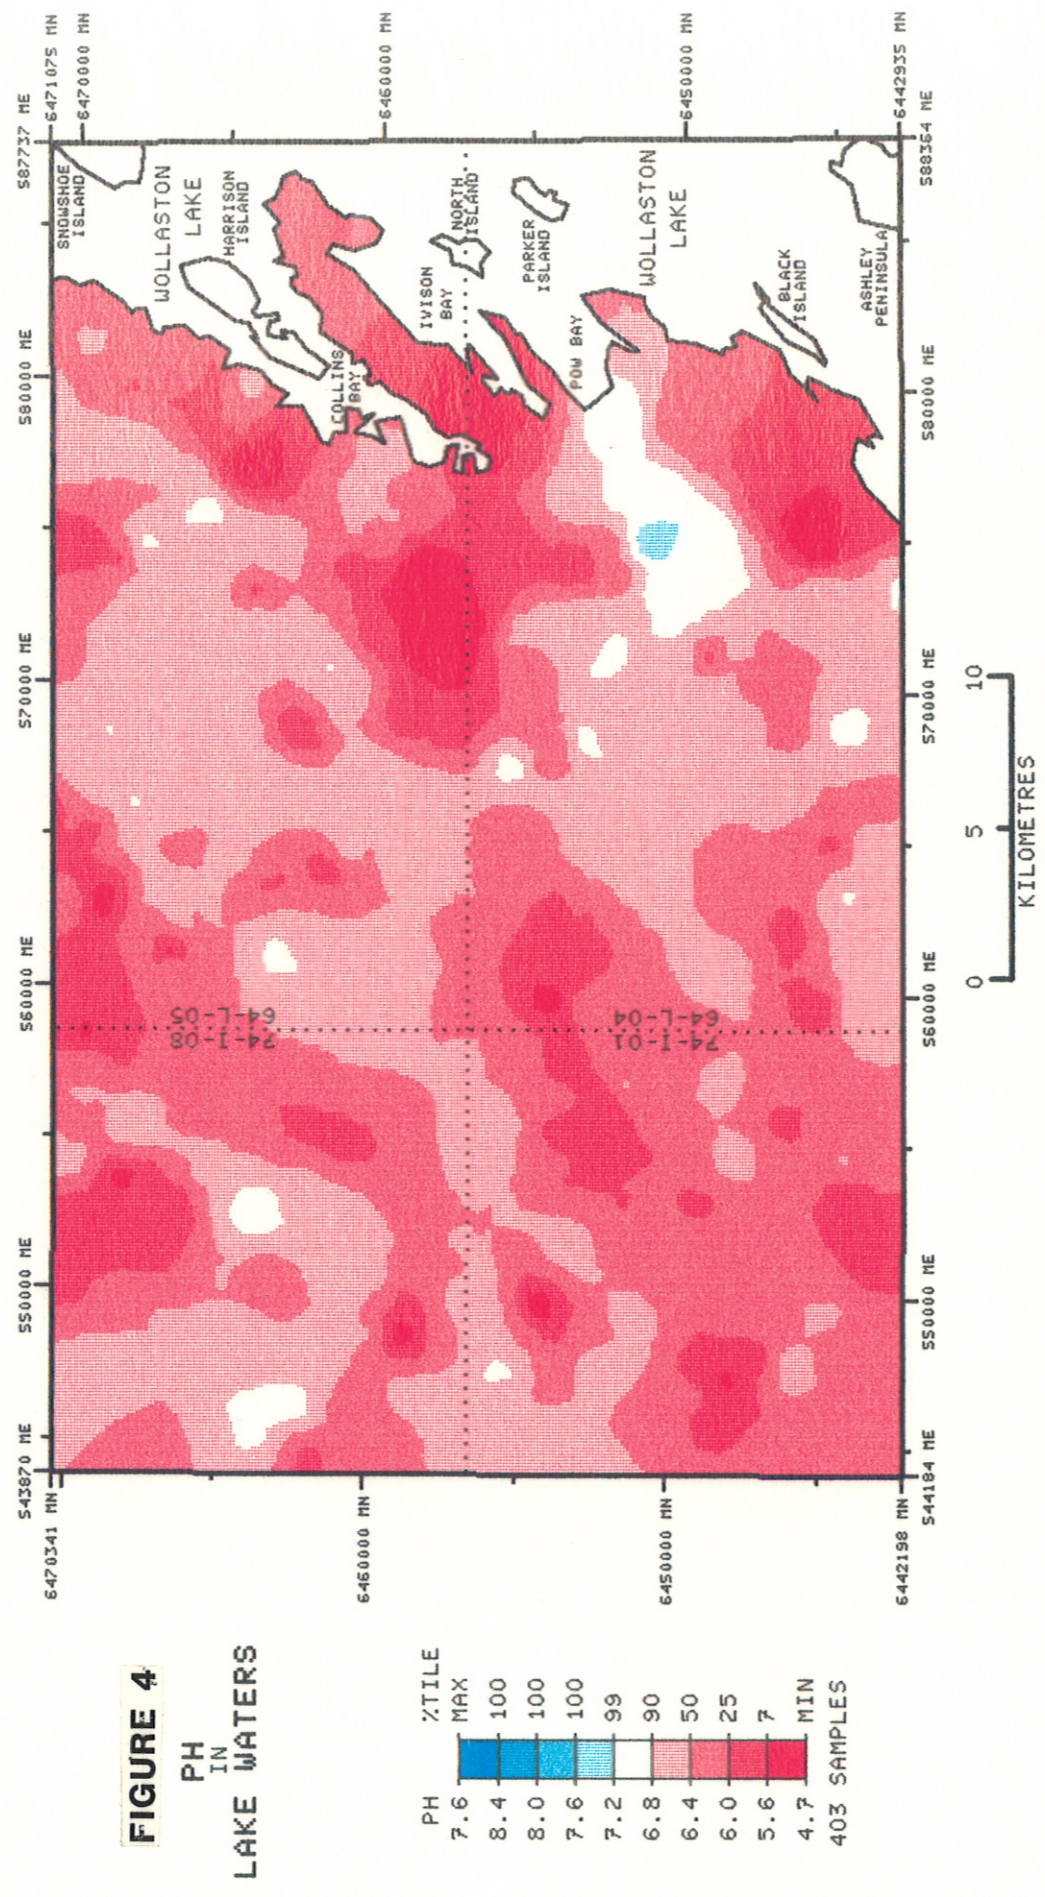 FIGURE 4
PH
IN
LAKE WATERS
PH %TILE
7.6 MAX
8.4 100
8.0 100
7.6 100
7.2 99
6.8 90
6.4 50
6.0 25
5.6 7
4.7 MIN
403 SAMPLES
543870 ME
550000 ME
560000 ME
570000 ME
580000 ME
587737 ME
6470341 MN
6460000 MN
6450000 MN
6442198 MN
6471075 MN
6470000 MN
6460000 MN
6450000 MN
6442935 MN
544184 ME
550000 ME
560000 ME
570000 ME
580000 ME
588364 ME
SNOWSHOE
ISLAND
WOLLASTON
LAKE
HARRISON
ISLAND
COLLINS
BAY
IVISON
BAY
NORTH
ISLAND
PARKER
ISLAND
POW BAY
WOLLASTON
LAKE
BLACK
ISLAND
ASHLEY
PENINSULA
64-L-05
74-I-08
64-L-04
74-I-01
0 5 10
KILOMETRES